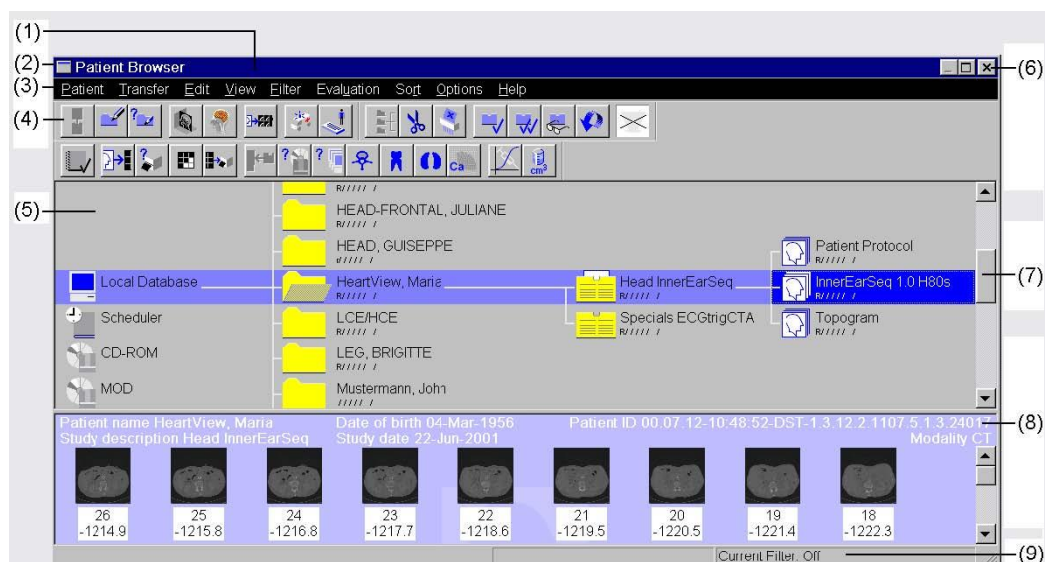 (1)
(2) Patient Browser (6)
(3) Patient Transfer Edit View Filter Evaluation Sort Options Help
(4)
Ca cm³
(5)
R///// /
HEAD-FRONTAL, JULIANE
R///// /
HEAD, GUISEPPE Patient Protocol
R///// /
Local Database HeartView, Maria Head InnerEarSeq InnerEarSeq 1.0 H80s (7)
R///// / R///// / R///// /
Scheduler LCE/HCE Specials ECGtrigCTA Topogram
R///// / R///// / R///// /
CD-ROM LEG, BRIGITTE
R///// /
MOD Mustermann, John
///// /
Patient name HeartView, Maria Date of birth 04-Mar-1956 Patient ID 00.07.12-10:48:52-DST-1.3.12.2.1107.5.1.3.24017 (8)
Study description Head InnerEarSeq Study date 22-Jun-2001 Modality CT
26 25 24 23 22 21 20 19 18
-1214.9 -1215.8 -1216.8 -1217.7 -1218.6 -1219.5 -1220.5 -1221.4 -1222.3
Current Filter: Off (9)